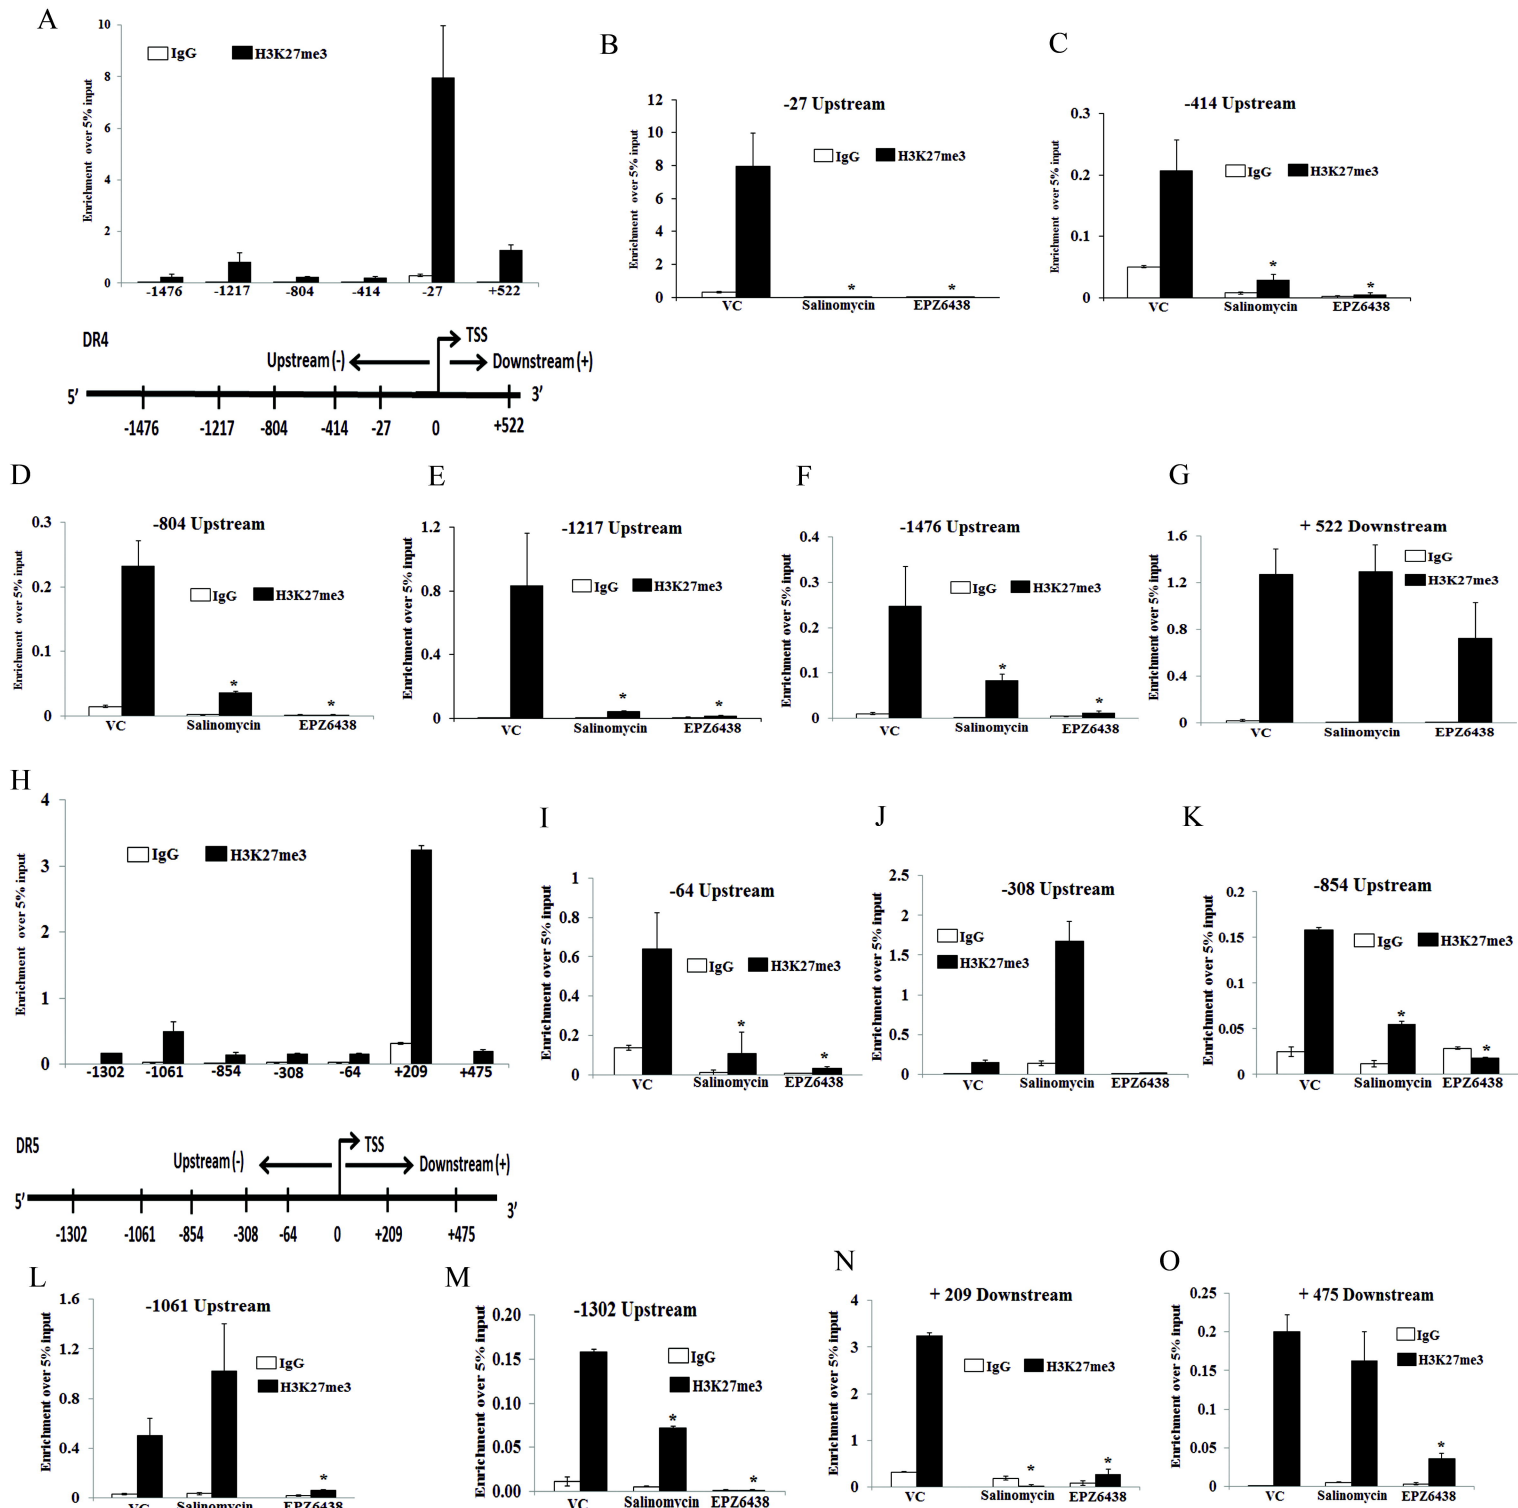 A
Enrichment over 5% input
10
8
6
4
2
0
IgG
H3K27me3
-1476
-1217
-804
-414
-27
+522
DR4
Upstream (-)
TSS
Downstream (+)
5'
3'
-1476
-1217
-804
-414
-27
0
+522
B
-27 Upstream
Enrichment over 5% input
12
10
8
6
4
2
0
IgG
H3K27me3
*
*
VC
Salinomycin
EPZ6438
C
-414 Upstream
Enrichment over 5% input
0.3
0.2
0.1
0
IgG
H3K27me3
*
*
VC
Salinomycin
EPZ6438
D
-804 Upstream
Enrichment over 5% input
0.3
0.2
0.1
0
IgG
H3K27me3
*
*
VC
Salinomycin
EPZ6438
E
-1217 Upstream
Enrichment over 5% input
1.2
0.8
0.4
0
IgG
H3K27me3
*
*
VC
Salinomycin
EPZ6438
F
-1476 Upstream
Enrichment over 5% input
0.4
0.3
0.2
0.1
0
IgG
H3K27me3
*
*
VC
Salinomycin
EPZ6438
G
+ 522 Downstream
Enrichment over 5% input
1.6
1.2
0.8
0.4
0
IgG
H3K27me3
VC
Salinomycin
EPZ6438
H
Enrichment over 5% input
4
3
2
1
0
IgG
H3K27me3
-1302
-1061
-854
-308
-64
+209
+475
DR5
Upstream (-)
TSS
Downstream (+)
5'
3'
-1302
-1061
-854
-308
-64
0
+209
+475
I
-64 Upstream
Enrichment over 5% input
1
0.8
0.6
0.4
0.2
0
IgG
H3K27me3
*
*
VC
Salinomycin
EPZ6438
J
-308 Upstream
Enrichment over 5% input
2.5
2
1.5
1
0.5
0
IgG
H3K27me3
VC
Salinomycin
EPZ6438
K
-854 Upstream
Enrichment over 5% input
0.2
0.15
0.1
0.05
0
IgG
H3K27me3
*
*
VC
Salinomycin
EPZ6438
L
-1061 Upstream
Enrichment over 5% input
1.6
1.2
0.8
0.4
0
IgG
H3K27me3
*
VC
Salinomycin
EPZ6438
M
-1302 Upstream
Enrichment over 5% input
0.20
0.15
0.10
0.05
0.00
IgG
H3K27me3
*
*
VC
Salinomycin
EPZ6438
N
+ 209 Downstream
Enrichment over 5% input
4
3
2
1
0
IgG
H3K27me3
*
*
VC
Salinomycin
EPZ6438
O
+ 475 Downstream
Enrichment over 5% input
0.25
0.2
0.15
0.1
0.05
0
IgG
H3K27me3
*
VC
Salinomycin
EPZ6438